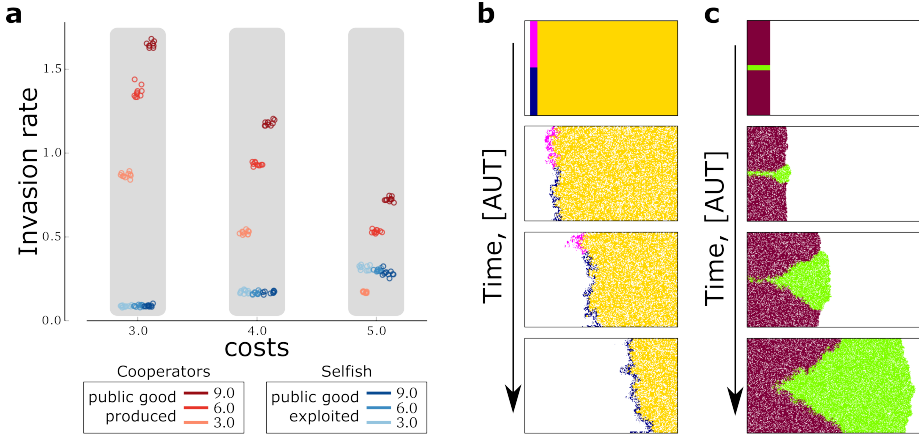 a
Invasion rate
1.5
1.0
0.5
0.0
3.0
4.0
5.0
costs
Cooperators
public good
produced
9.0
6.0
3.0
Selfish
public good
exploited
9.0
6.0
3.0
b
Time, [AUT]
c
Time, [AUT]